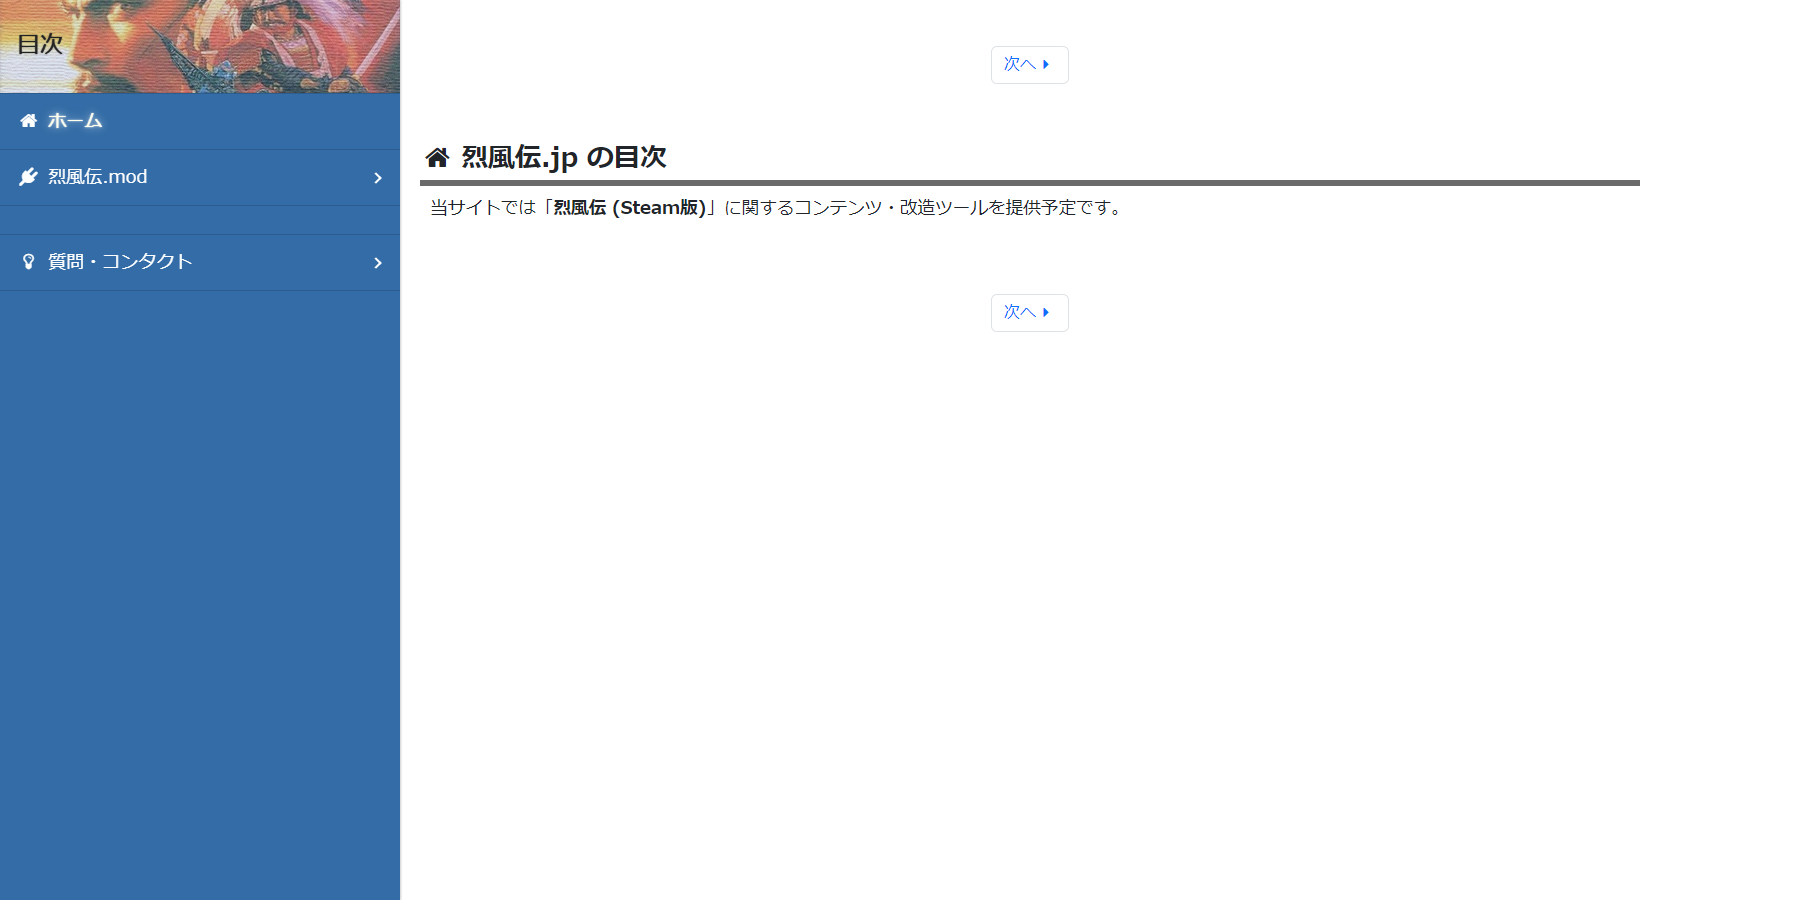 目次
ホーム
烈風伝.mod
質問・コンタクト
次へ
烈風伝.jp の目次
当サイトでは「烈風伝 (Steam版)」に関するコンテンツ・改造ツールを提供予定です。
次へ